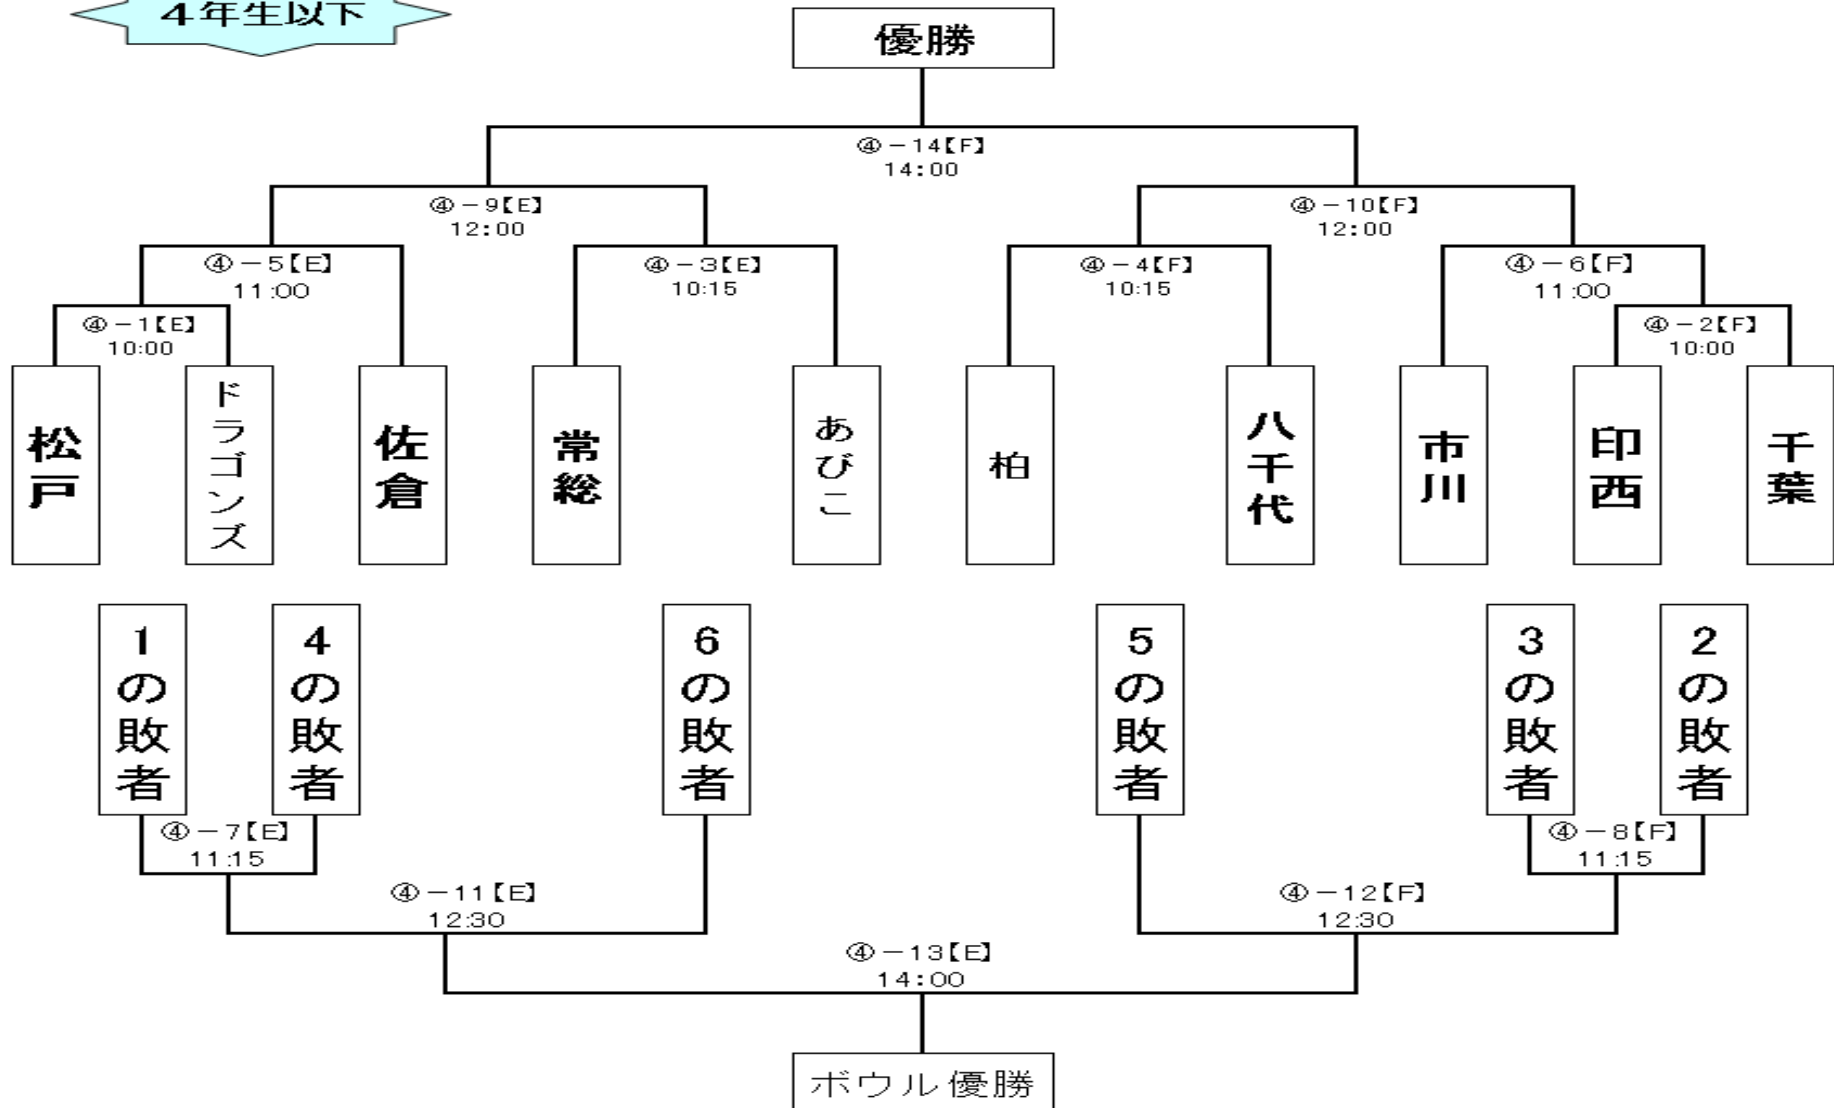 4年生以下
優勝
④－14【F】
14:00
④－9【E】
12:00
④－10【F】
12:00
④－5【E】
11:00
④－3【E】
10:15
④－4【F】
10:15
④－6【F】
11:00
④－1【E】
10:00
④－2【F】
10:00
松戸
ドラゴンズ
佐倉
常総
あびこ
柏
八千代
市川
印西
千葉
1の敗者
4の敗者
6の敗者
5の敗者
3の敗者
2の敗者
④－7【E】
11:15
④－8【F】
11:15
④－11【E】
12:30
④－12【F】
12:30
④－13【E】
14:00
ボウル優勝